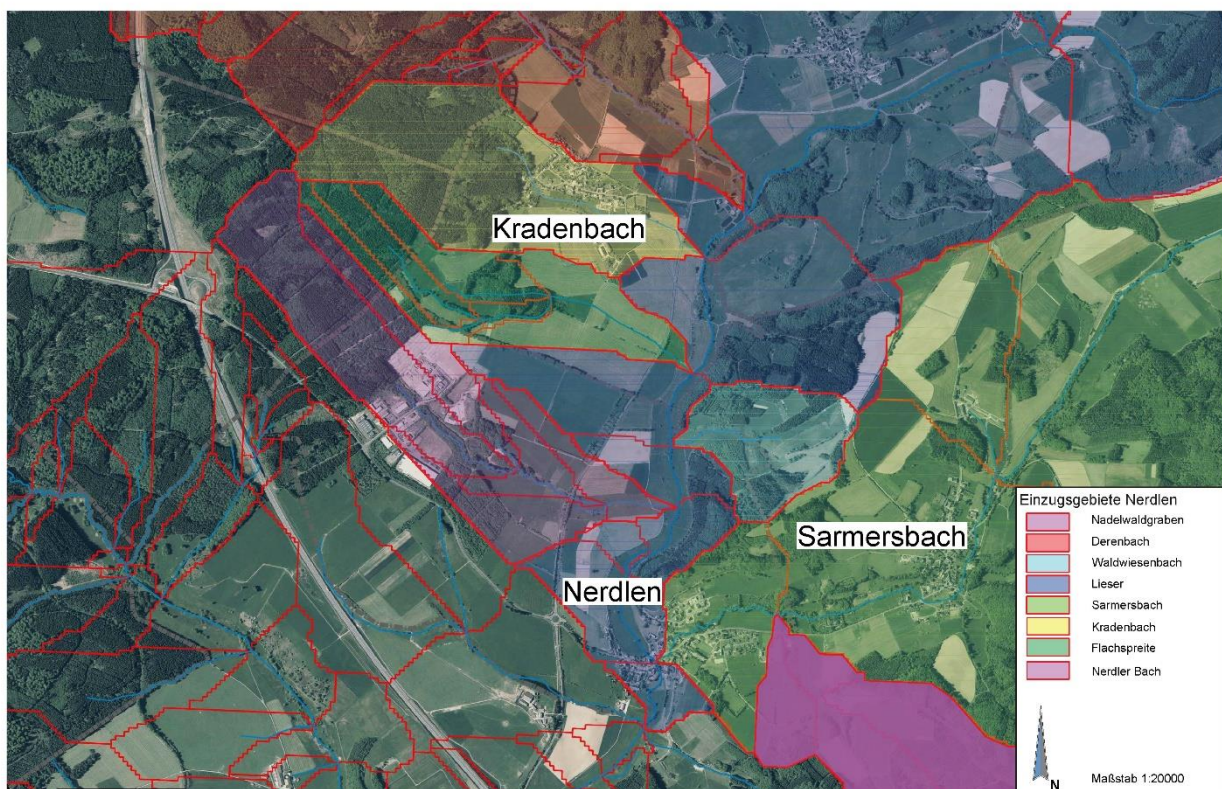 Kradenbach
Sarmersbach
Nerdlen
Einzugsgebiete Nerdlen
Nadelwaldgraben
Derenbach
Waldwiesenbach
Lieser
Sarmersbach
Kradenbach
Flachspreite
Nerdler Bach
N
Maßstab 1:20000